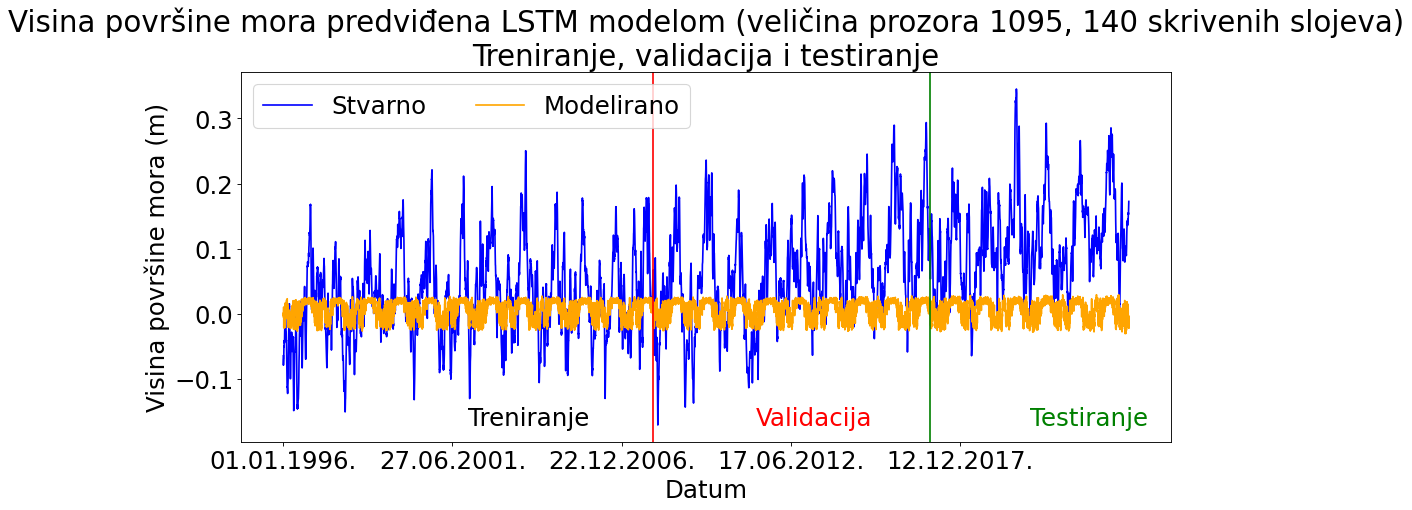 Visina površine mora predviđena LSTM modelom (veličina prozora 1095, 140 skrivenih slojeva)
Treniranje, validacija i testiranje
Stvarno
Modelirano
Visina površine mora (m)
0.3
0.2
0.1
0.0
−0.1
Treniranje
Validacija
Testiranje
01.01.1996.
27.06.2001.
22.12.2006.
17.06.2012.
12.12.2017.
Datum